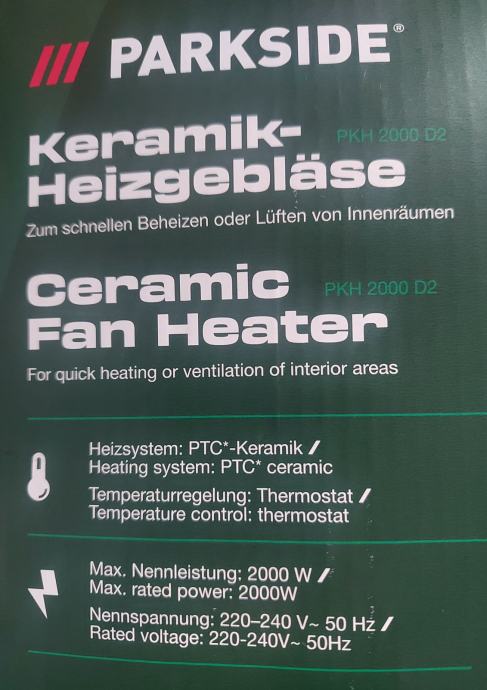 PARKSIDE®
Keramik- PKH 2000 D2
Heizgebläse
Zum schnellen Beheizen oder Lüften von Innenräumen
Ceramic PKH 2000 D2
Fan Heater
For quick heating or ventilation of interior areas
Heizsystem: PTC*-Keramik /
Heating system: PTC* ceramic
Temperaturregelung: Thermostat /
Temperature control: thermostat
Max. Nennleistung: 2000 W /
Max. rated power: 2000W
Nennspannung: 220–240 V~ 50 Hz /
Rated voltage: 220-240V~ 50Hz